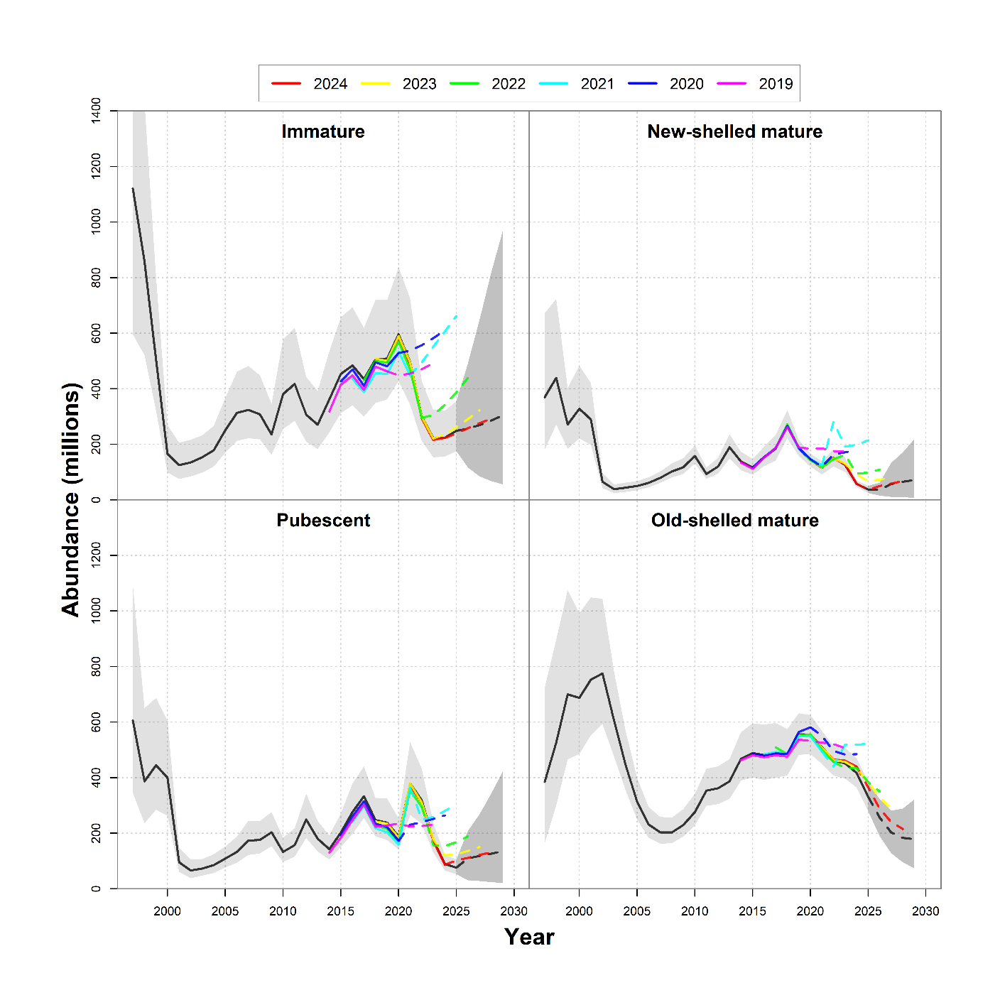 2024 2023 2022 2021 2020 2019
Immature
New-shelled mature
1400
1200
1000
800
600
400
200
0
Pubescent
Old-shelled mature
1200
1000
800
600
400
200
0
Abundance (millions)
2000 2005 2010 2015 2020 2025 2030 2000 2005 2010 2015 2020 2025 2030
Year